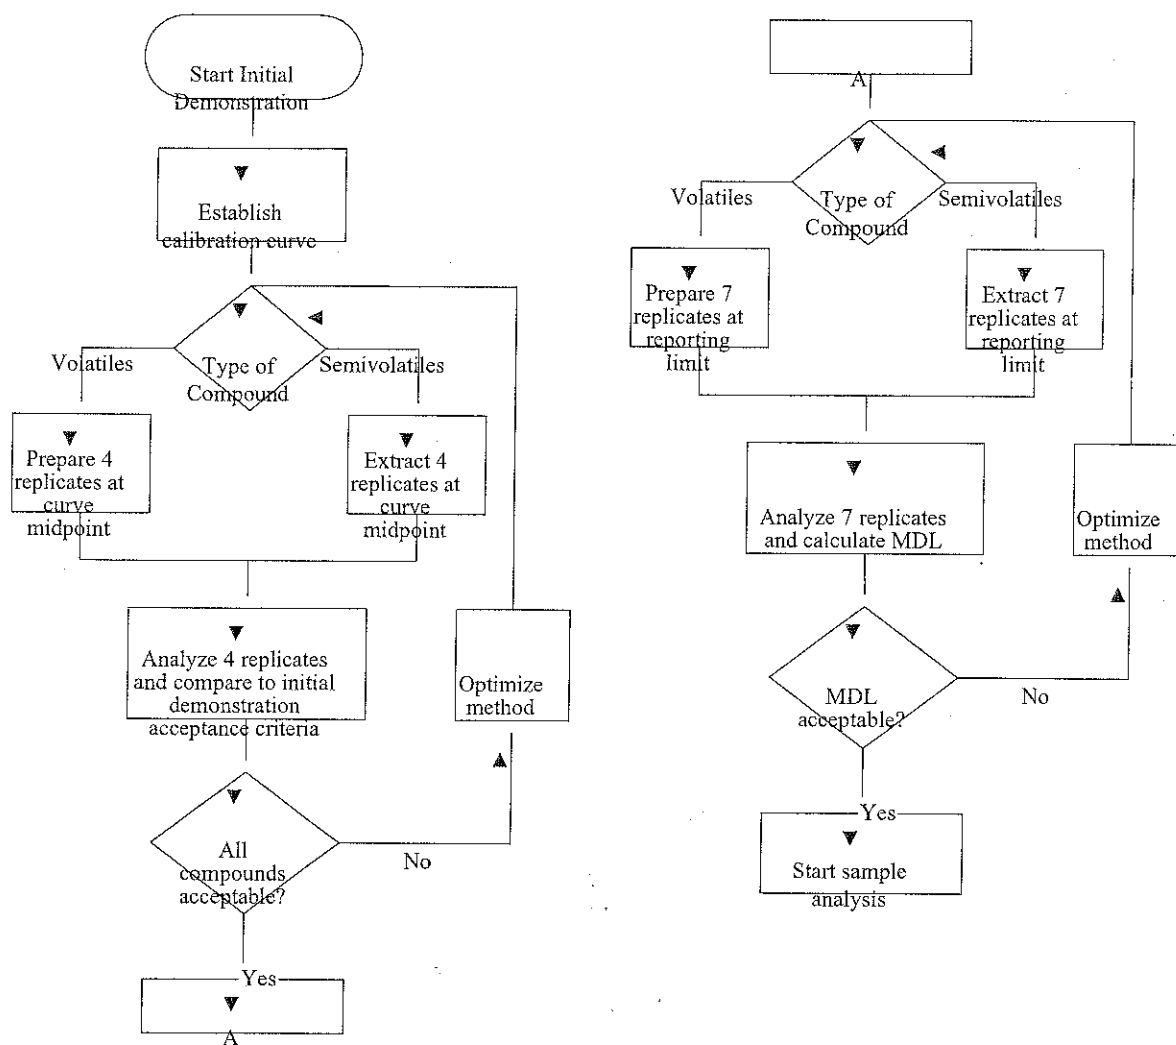 Start Initial
Demonstration
Establish
calibration curve
Volatiles
Type of
Compound
Semivolatiles
Prepare 4
replicates at
curve
midpoint
Extract 4
replicates at
curve
midpoint
Analyze 4 replicates
and compare to initial
demonstration
acceptance criteria
Optimize
method
All
compounds
acceptable?
No
Yes
A
A
Volatiles
Type of
Compound
Semivolatiles
Prepare 7
replicates at
reporting
limit
Extract 7
replicates at
reporting
limit
Analyze 7 replicates
and calculate MDL
Optimize
method
MDL
acceptable?
No
Yes
Start sample
analysis